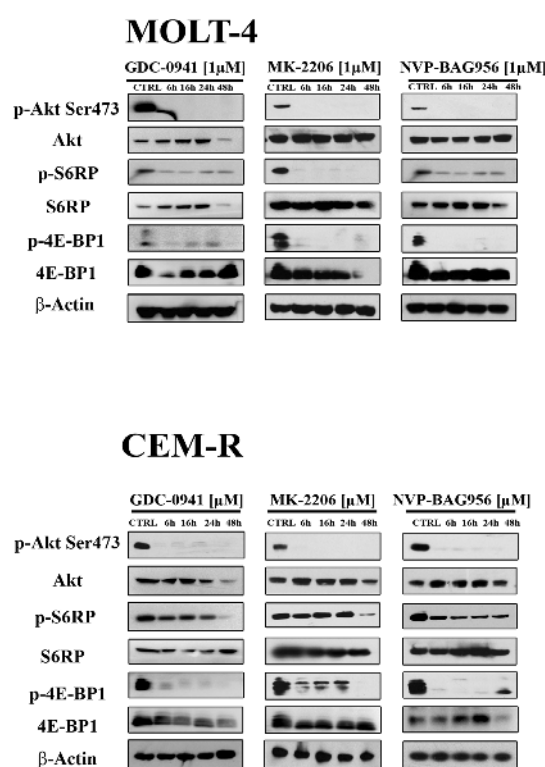 MOLT-4
GDC-0941 [1μM] MK-2206 [1μM] NVP-BAG956 [1μM]
CTRL 6h 16h 24h 48h CTRL 6h 16h 24h 48h CTRL 6h 16h 24h 48h
p-Akt Ser473
Akt
p-S6RP
S6RP
p-4E-BP1
4E-BP1
β-Actin
CEM-R
GDC-0941 [μM] MK-2206 [μM] NVP-BAG956 [μM]
CTRL 6h 16h 24h 48h CTRL 6h 16h 24h 48h CTRL 6h 16h 24h 48h
p-Akt Ser473
Akt
p-S6RP
S6RP
p-4E-BP1
4E-BP1
β-Actin